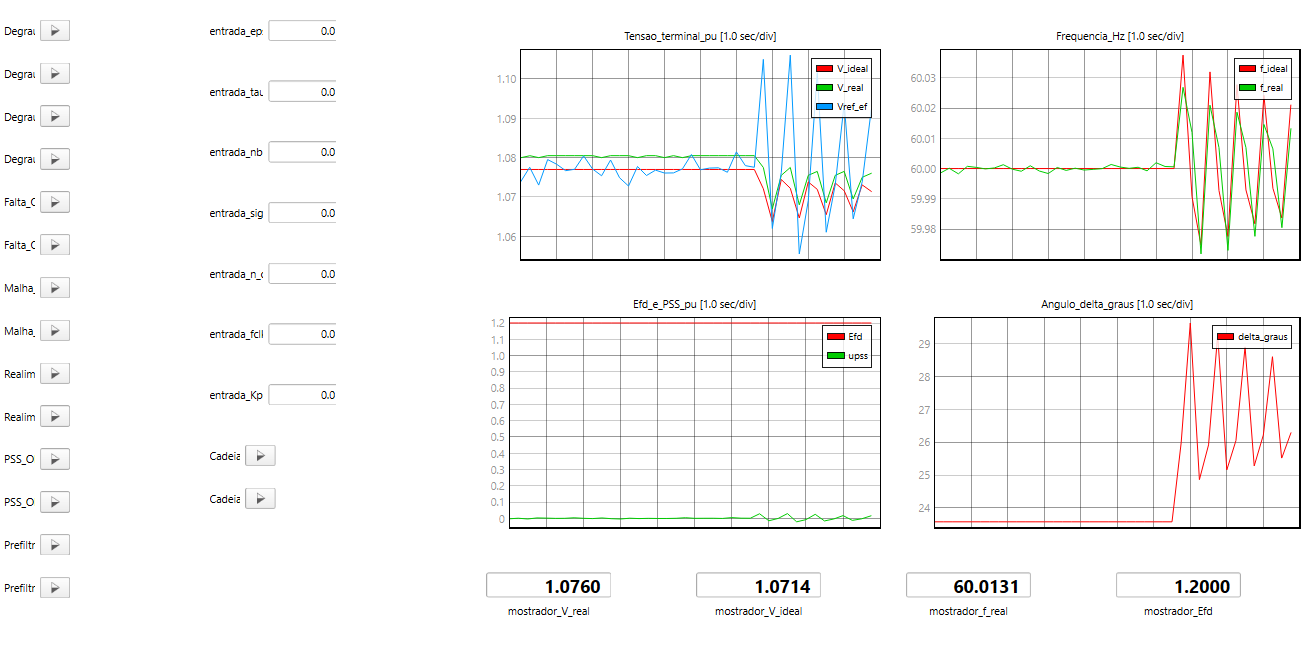 Degrau
Degrau
Degrau
Degrau
Falta_C
Falta_C
Malha_
Malha_
Realim
Realim
PSS_O
PSS_O
Prefiltr
Prefiltr
entrada_eps 0.0
entrada_tau 0.0
entrada_nb 0.0
entrada_sig 0.0
entrada_n_c 0.0
entrada_fcli 0.0
entrada_Kp 0.0
Cadeia
Cadeia
Tensao_terminal_pu [1.0 sec/div]
V_ideal
V_real
Vref_ef
1.10
1.09
1.08
1.07
1.06
Frequencia_Hz [1.0 sec/div]
f_ideal
f_real
60.03
60.02
60.01
60.00
59.99
59.98
Efd_e_PSS_pu [1.0 sec/div]
Efd
upss
1.2
1.1
1.0
0.9
0.8
0.7
0.6
0.5
0.4
0.3
0.2
0.1
0
Angulo_delta_graus [1.0 sec/div]
delta_graus
29
28
27
26
25
24
1.0760
mostrador_V_real
1.0714
mostrador_V_ideal
60.0131
mostrador_f_real
1.2000
mostrador_Efd